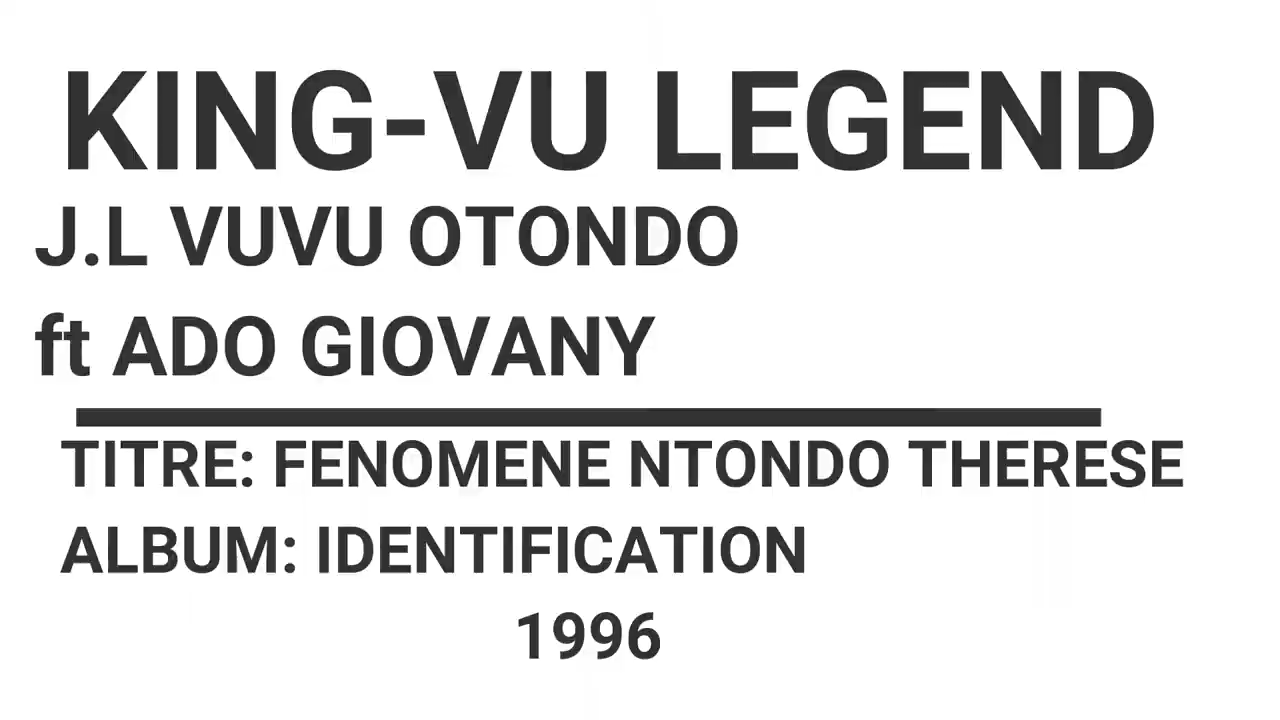 KING-VU LEGEND
J.L VUVU OTONDO
ft ADO GIOVANY
TITRE: FENOMENE NTONDO THERESE
ALBUM: IDENTIFICATION
1996